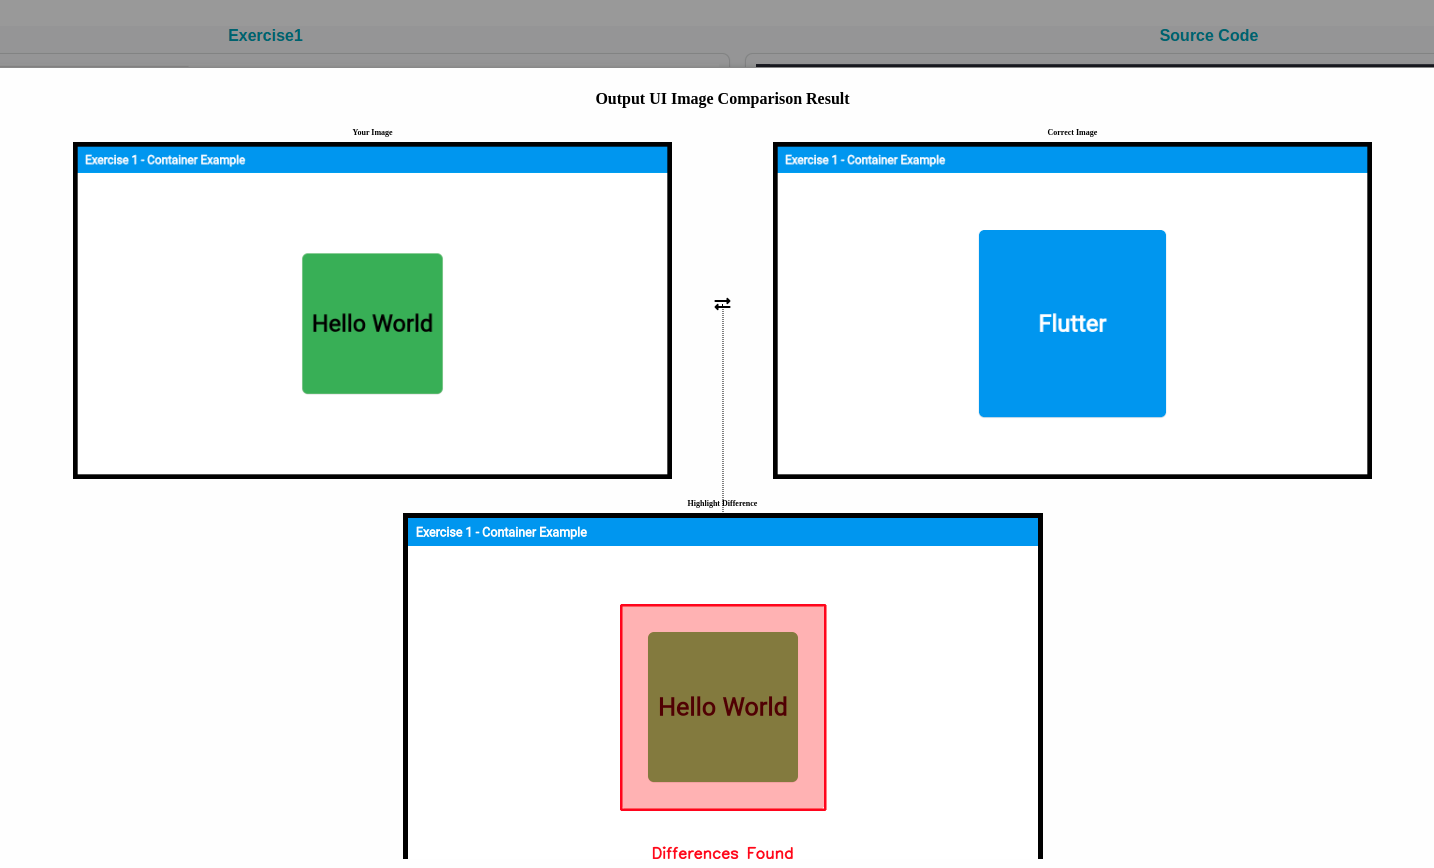 Exercise1
Source Code
Output UI Image Comparison Result
Your Image
Correct Image
Exercise 1 - Container Example
Exercise 1 - Container Example
Hello World
Flutter
Highlight Difference
Exercise 1 - Container Example
Hello World
Differences Found